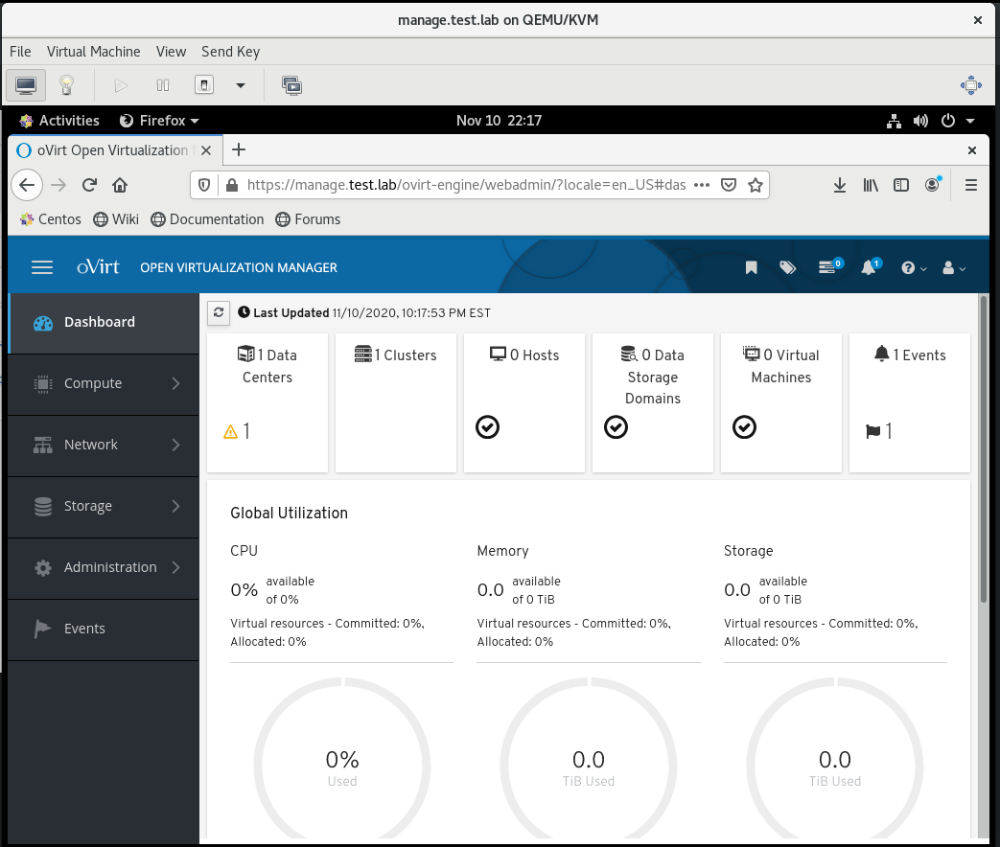 manage.test.lab on QEMU/KVM
File Virtual Machine View Send Key
Activities Firefox Nov 10 22:17
oVirt Open Virtualization
https://manage.test.lab/ovirt-engine/webadmin/?locale=en_US#das
Centos Wiki Documentation Forums
oVirt OPEN VIRTUALIZATION MANAGER 0 1
Dashboard
Compute
Network
Storage
Administration
Events
Last Updated 11/10/2020, 10:17:53 PM EST
1 Data
Centers
1
1 Clusters
0 Hosts
0 Data
Storage
Domains
0 Virtual
Machines
1 Events
1
Global Utilization
CPU
0% available
of 0%
Virtual resources - Committed: 0%,
Allocated: 0%
0%
Used
Memory
0.0 available
of 0 TiB
Virtual resources - Committed: 0%,
Allocated: 0%
0.0
TiB Used
Storage
0.0 available
of 0 TiB
Virtual resources - Committed: 0%,
Allocated: 0%
0.0
TiB Used